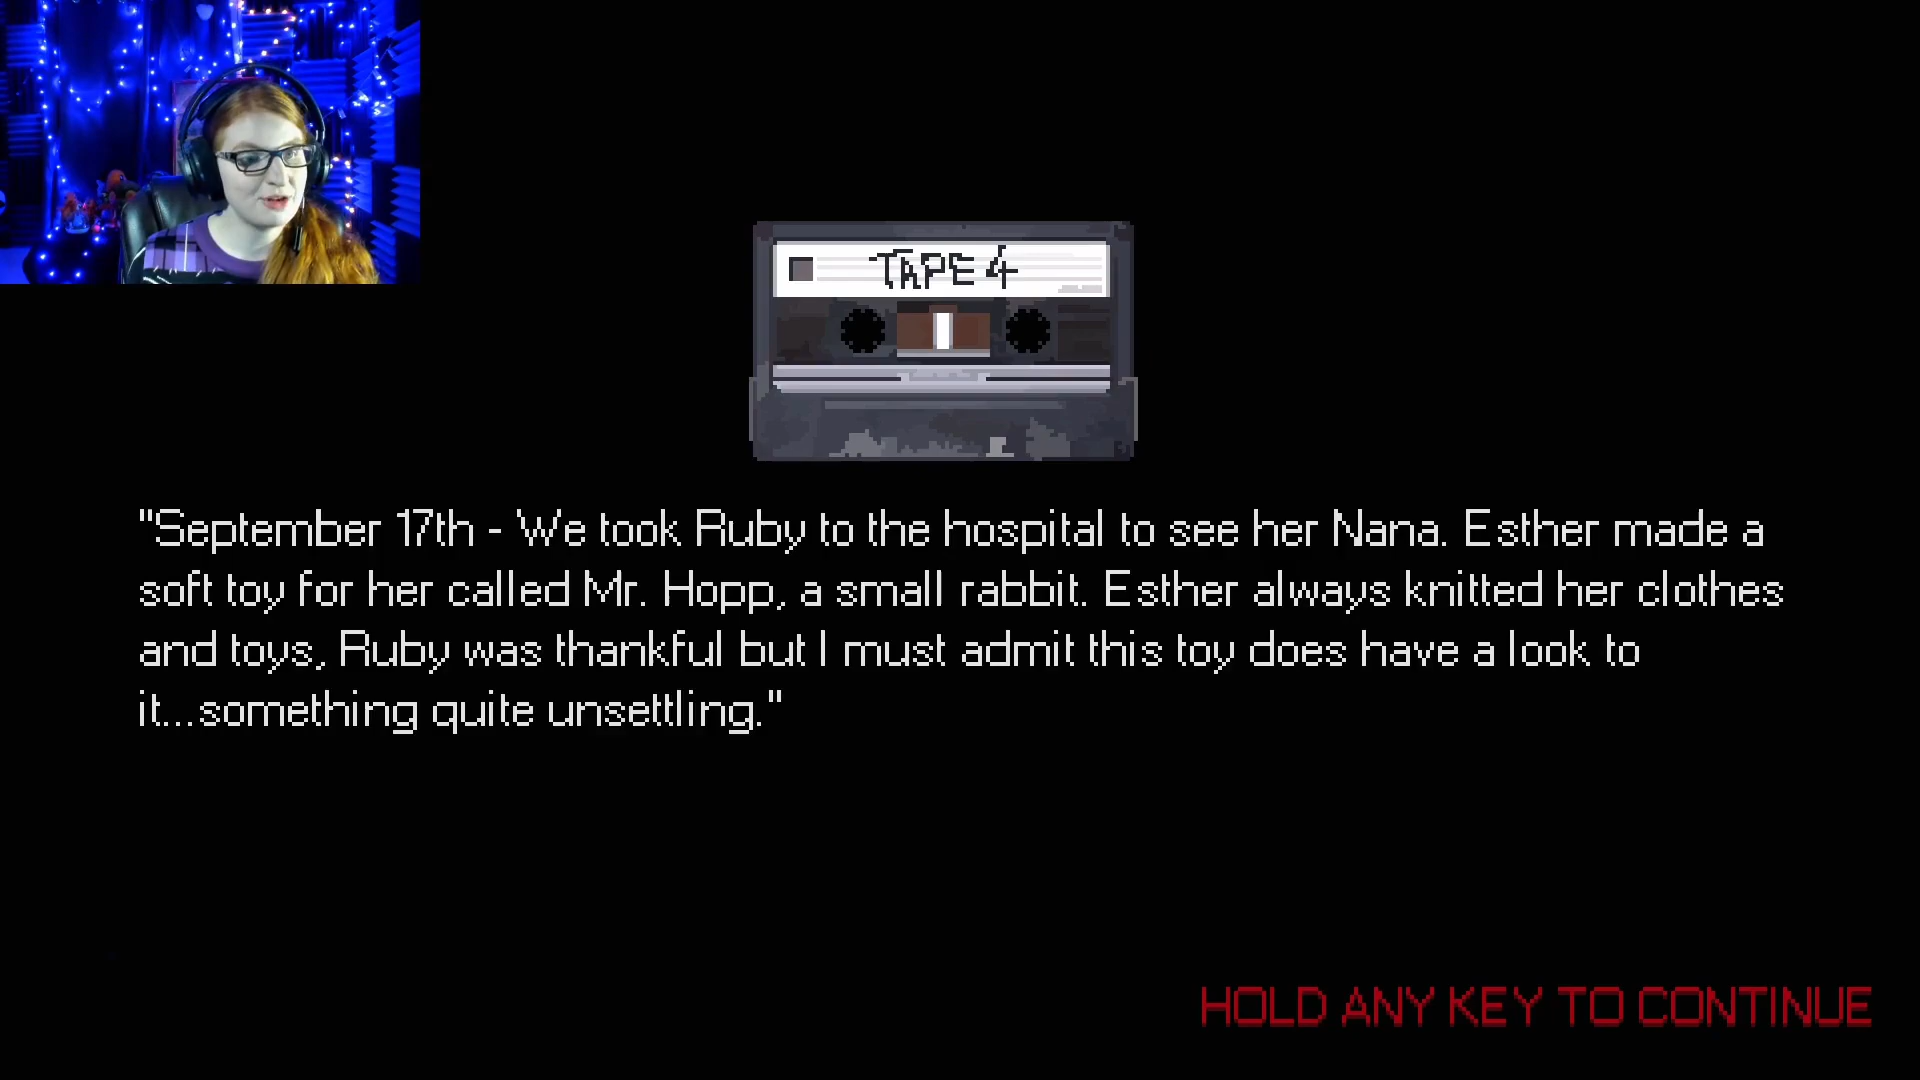 TAPE 4
"September 17th - We took Ruby to the hospital to see her Nana. Esther made a
soft toy for her called Mr. Hopp, a small rabbit. Esther always knitted her clothes
and toys, Ruby was thankful but I must admit this toy does have a look to
it...something quite unsettling."
HOLD ANY KEY TO CONTINUE